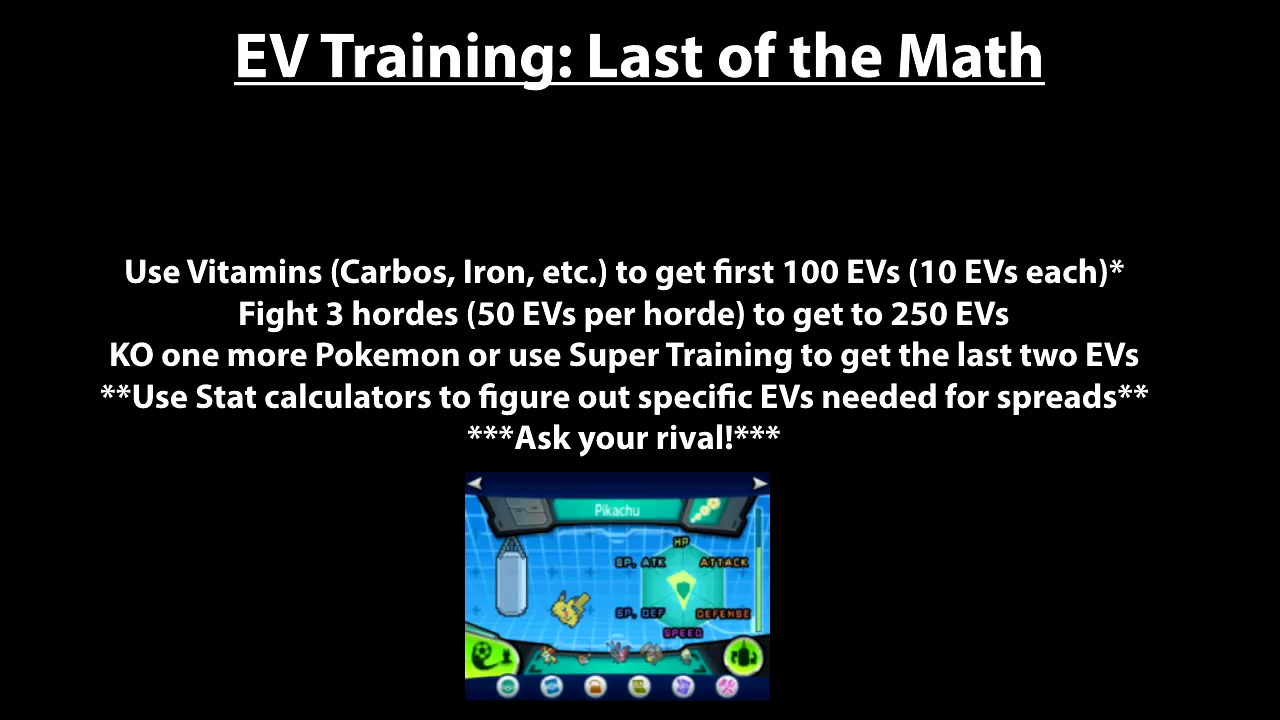 EV Training: Last of the Math
Use Vitamins (Carbos, Iron, etc.) to get first 100 EVs (10 EVs each)*
Fight 3 hordes (50 EVs per horde) to get to 250 EVs
KO one more Pokemon or use Super Training to get the last two EVs
**Use Stat calculators to figure out specific EVs needed for spreads**
***Ask your rival!***
Pikachu
HP
SP. ATK
ATTACK
SP. DEF
DEFENSE
SPEED